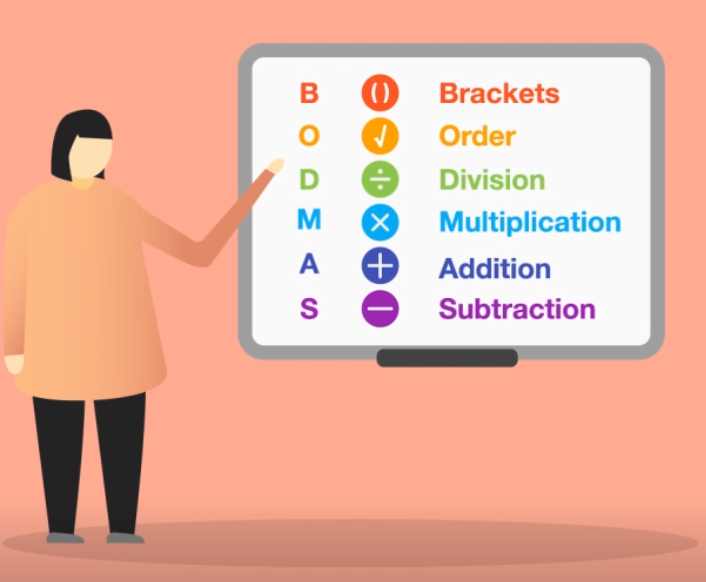 B () Brackets
O √ Order
D ÷ Division
M × Multiplication
A + Addition
S − Subtraction